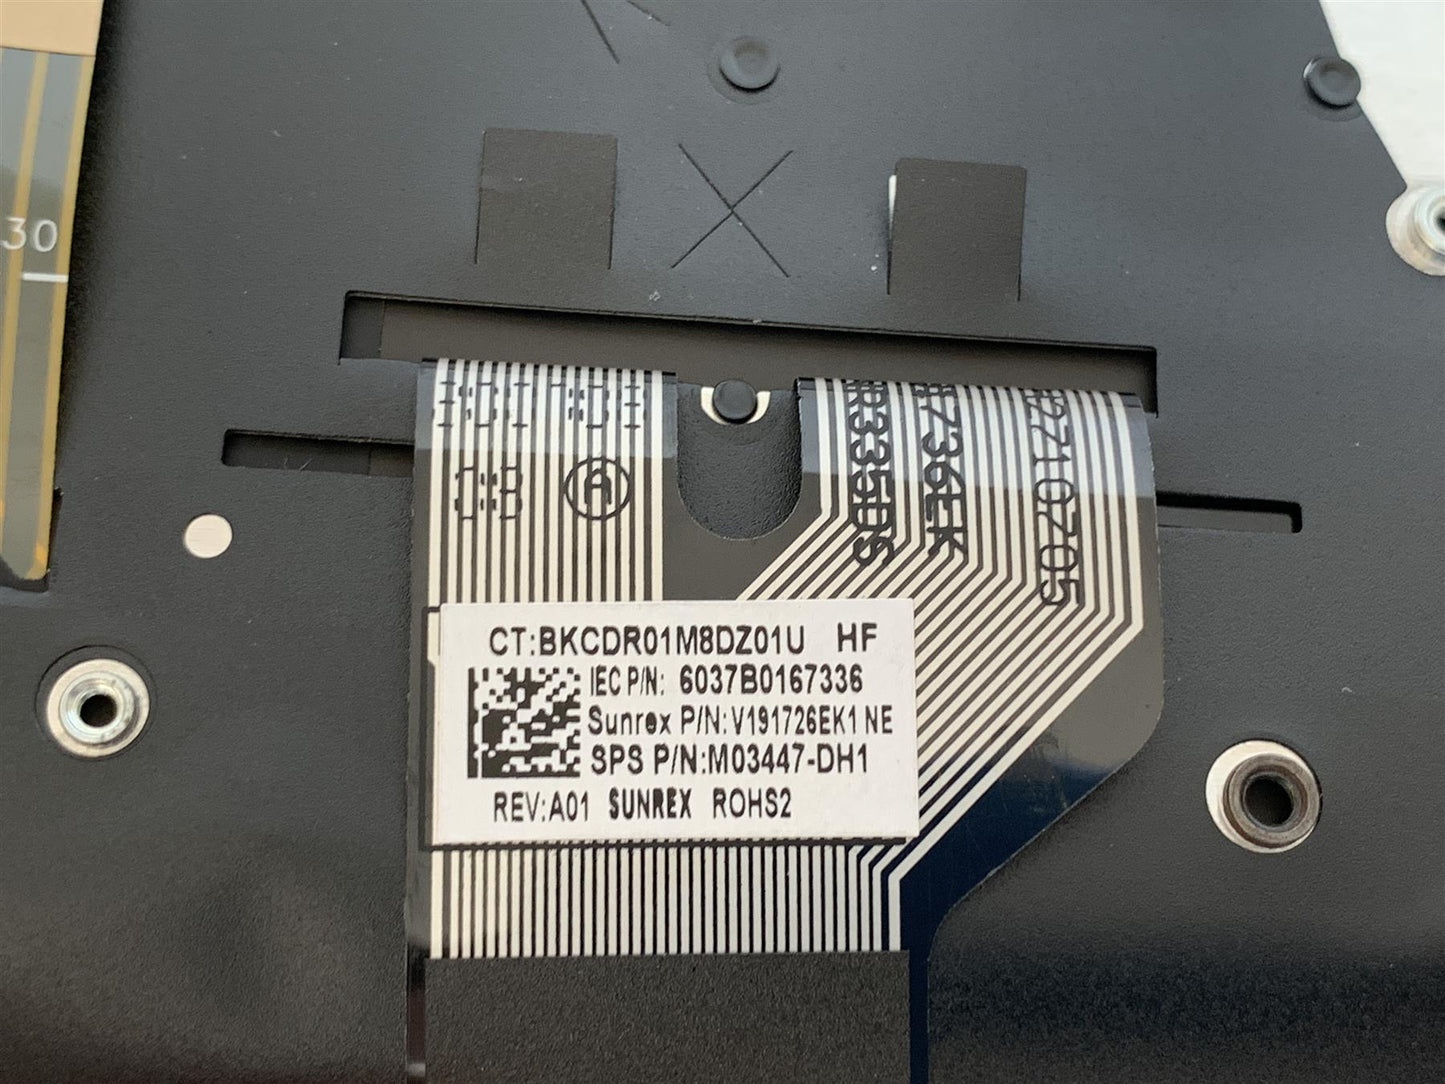 30
CT:BKCDR01M8DZ01U HF
IEC P/N: 6037B0167336
Sunrex P/N:V191726EK1 NE
SPS P/N:M03447-DH1
REV:A01 SUNREX ROHS2